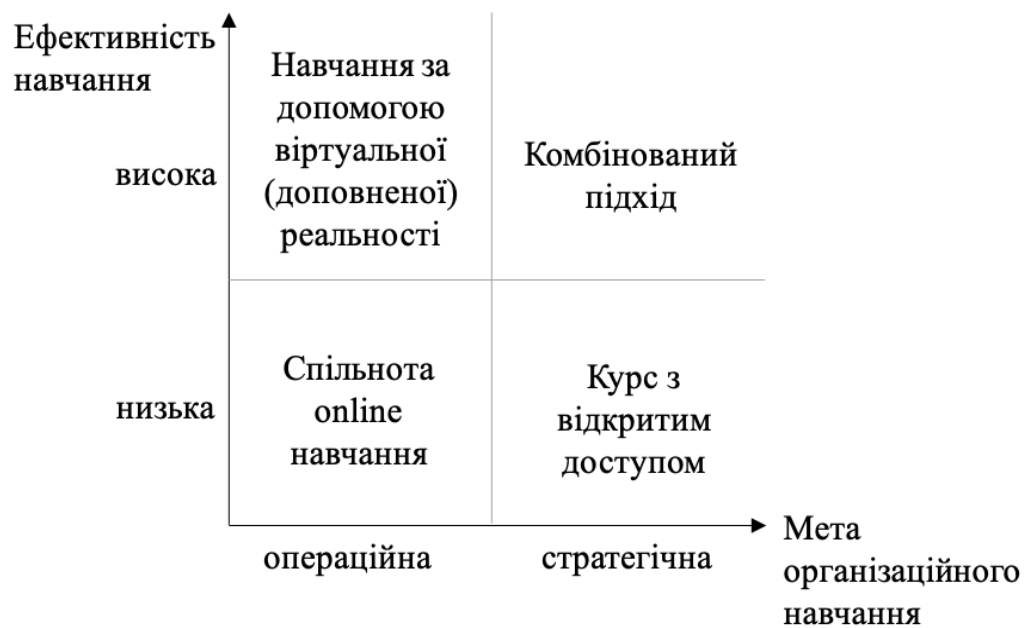 Ефективність
навчання
Навчання за
допомогою
віртуальної
(доповненої)
реальності
Комбінований
підхід
висока
Спільнота
online
навчання
Курс з
відкритим
доступом
низька
операційна
стратегічна
Мета
організаційного
навчання